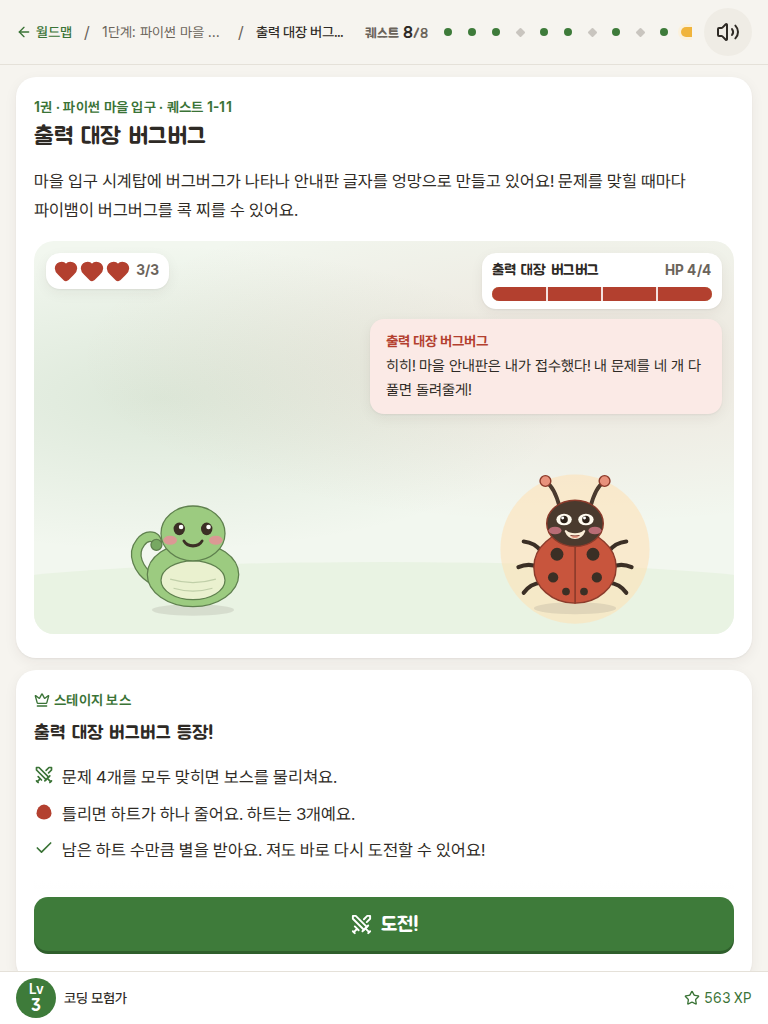 월드맵 / 1단계: 파이썬 마을 ... / 출력 대장 버그... 퀘스트 8/8
1권 · 파이썬 마을 입구 · 퀘스트 1-11
출력 대장 버그버그
마을 입구 시계탑에 버그버그가 나타나 안내판 글자를 엉망으로 만들고 있어요! 문제를 맞힐 때마다
파이뱀이 버그버그를 콕 찌를 수 있어요.
3/3
출력 대장 버그버그 HP 4/4
출력 대장 버그버그
히히! 마을 안내판은 내가 접수했다! 내 문제를 네 개 다
풀면 돌려줄게!
스테이지 보스
출력 대장 버그버그 등장!
문제 4개를 모두 맞히면 보스를 물리쳐요.
틀리면 하트가 하나 줄어요. 하트는 3개예요.
남은 하트 수만큼 별을 받아요. 져도 바로 다시 도전할 수 있어요!
도전!
Lv
3
코딩 모험가
563 XP